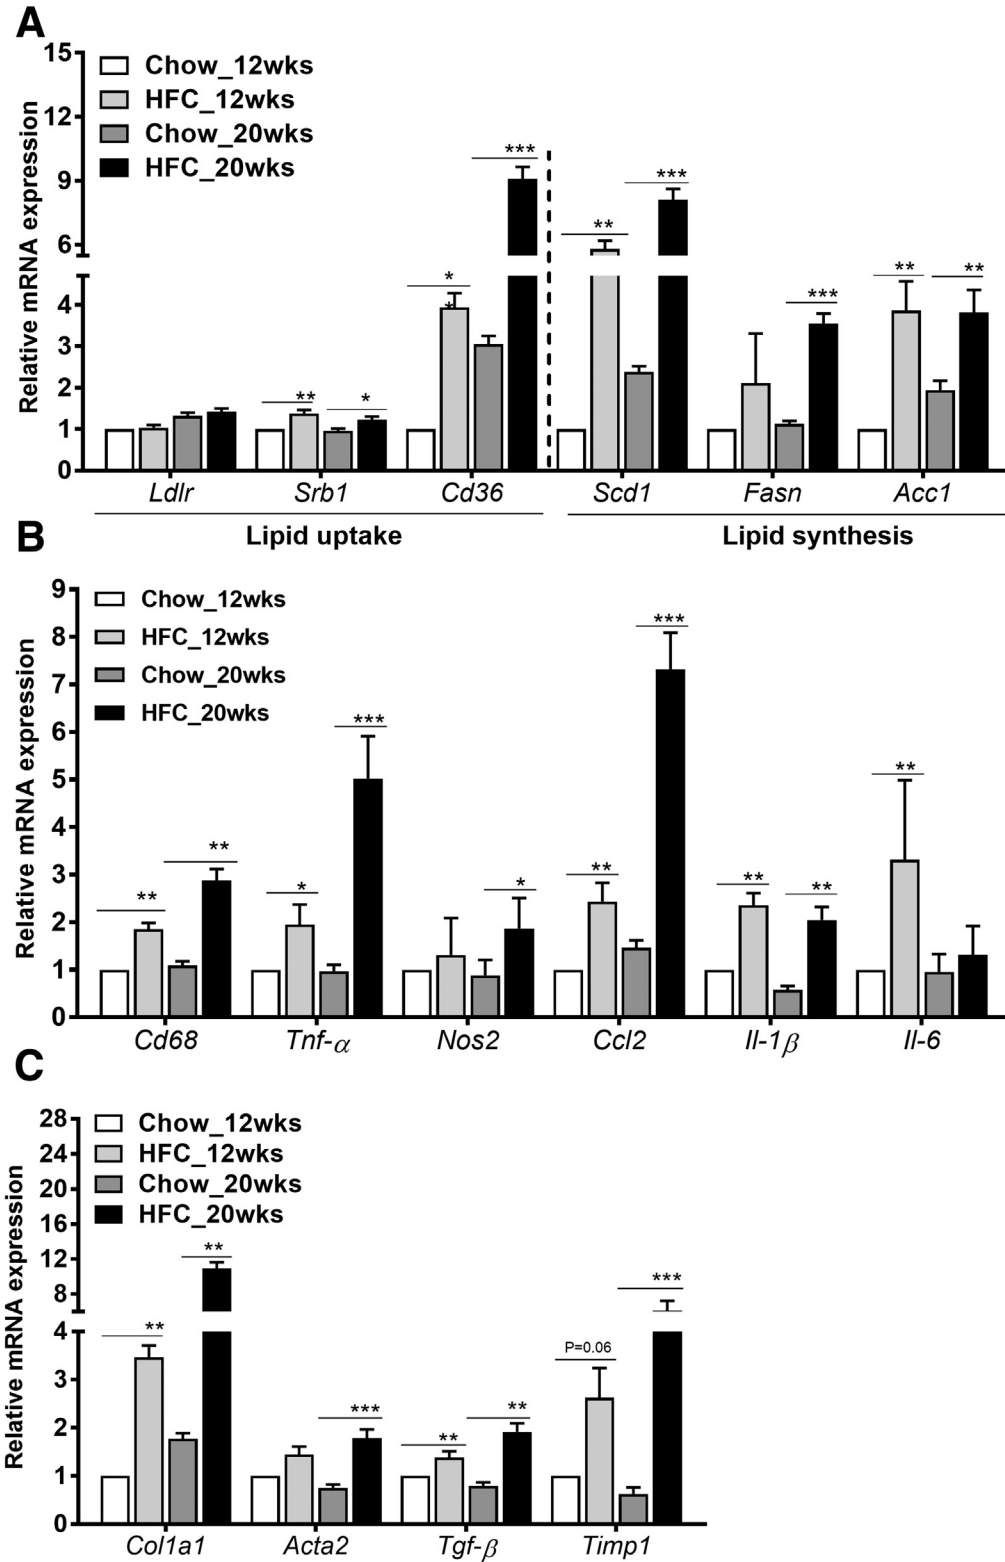 A
15
12
9
6
4
3
2
1
0
Relative mRNA expression
Chow_12wks
HFC_12wks
Chow_20wks
HFC_20wks
** * * * *** ** *** *** ** **
Ldlr Srb1 Cd36 Scd1 Fasn Acc1
Lipid uptake Lipid synthesis
B
9
8
7
6
5
4
3
2
1
0
Relative mRNA expression
Chow_12wks
HFC_12wks
Chow_20wks
HFC_20wks
** ** * *** * ** *** ** ** **
Cd68 Tnf-α Nos2 Ccl2 Il-1β Il-6
C
28
24
20
16
12
8
4
3
2
1
0
Relative mRNA expression
Chow_12wks
HFC_12wks
Chow_20wks
HFC_20wks
** ** *** ** ** P=0.06 ***
Col1a1 Acta2 Tgf-β Timp1